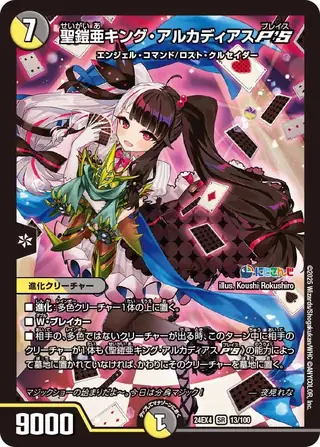 7
せいがいあ
プレイス
聖鎧亜キング・アルカディアス P'S
エンジェル・コマンド/ロスト・クルセイダー
©2025 Wizards/Shogakukan/WHC ©ANYCOLOR, Inc.
にじさんじ
illus. Koushi Rokushiro
進化クリーチャー
■進化:多色クリーチャー1体の上に置く。
■W・ブレイカー
■相手の、多色ではないクリーチャーが出る時、このターン中に相手の
クリーチャーが1体も《聖鎧亜キング・アルカディアス P'S》の能力によっ
て墓地に置かれていなければ、かわりにそのクリーチャーを墓地に置く。
マジックショーの始まりだよ~、今日は分身マジック! ―夜見れな
9000
1
24EX4 SR 13/100